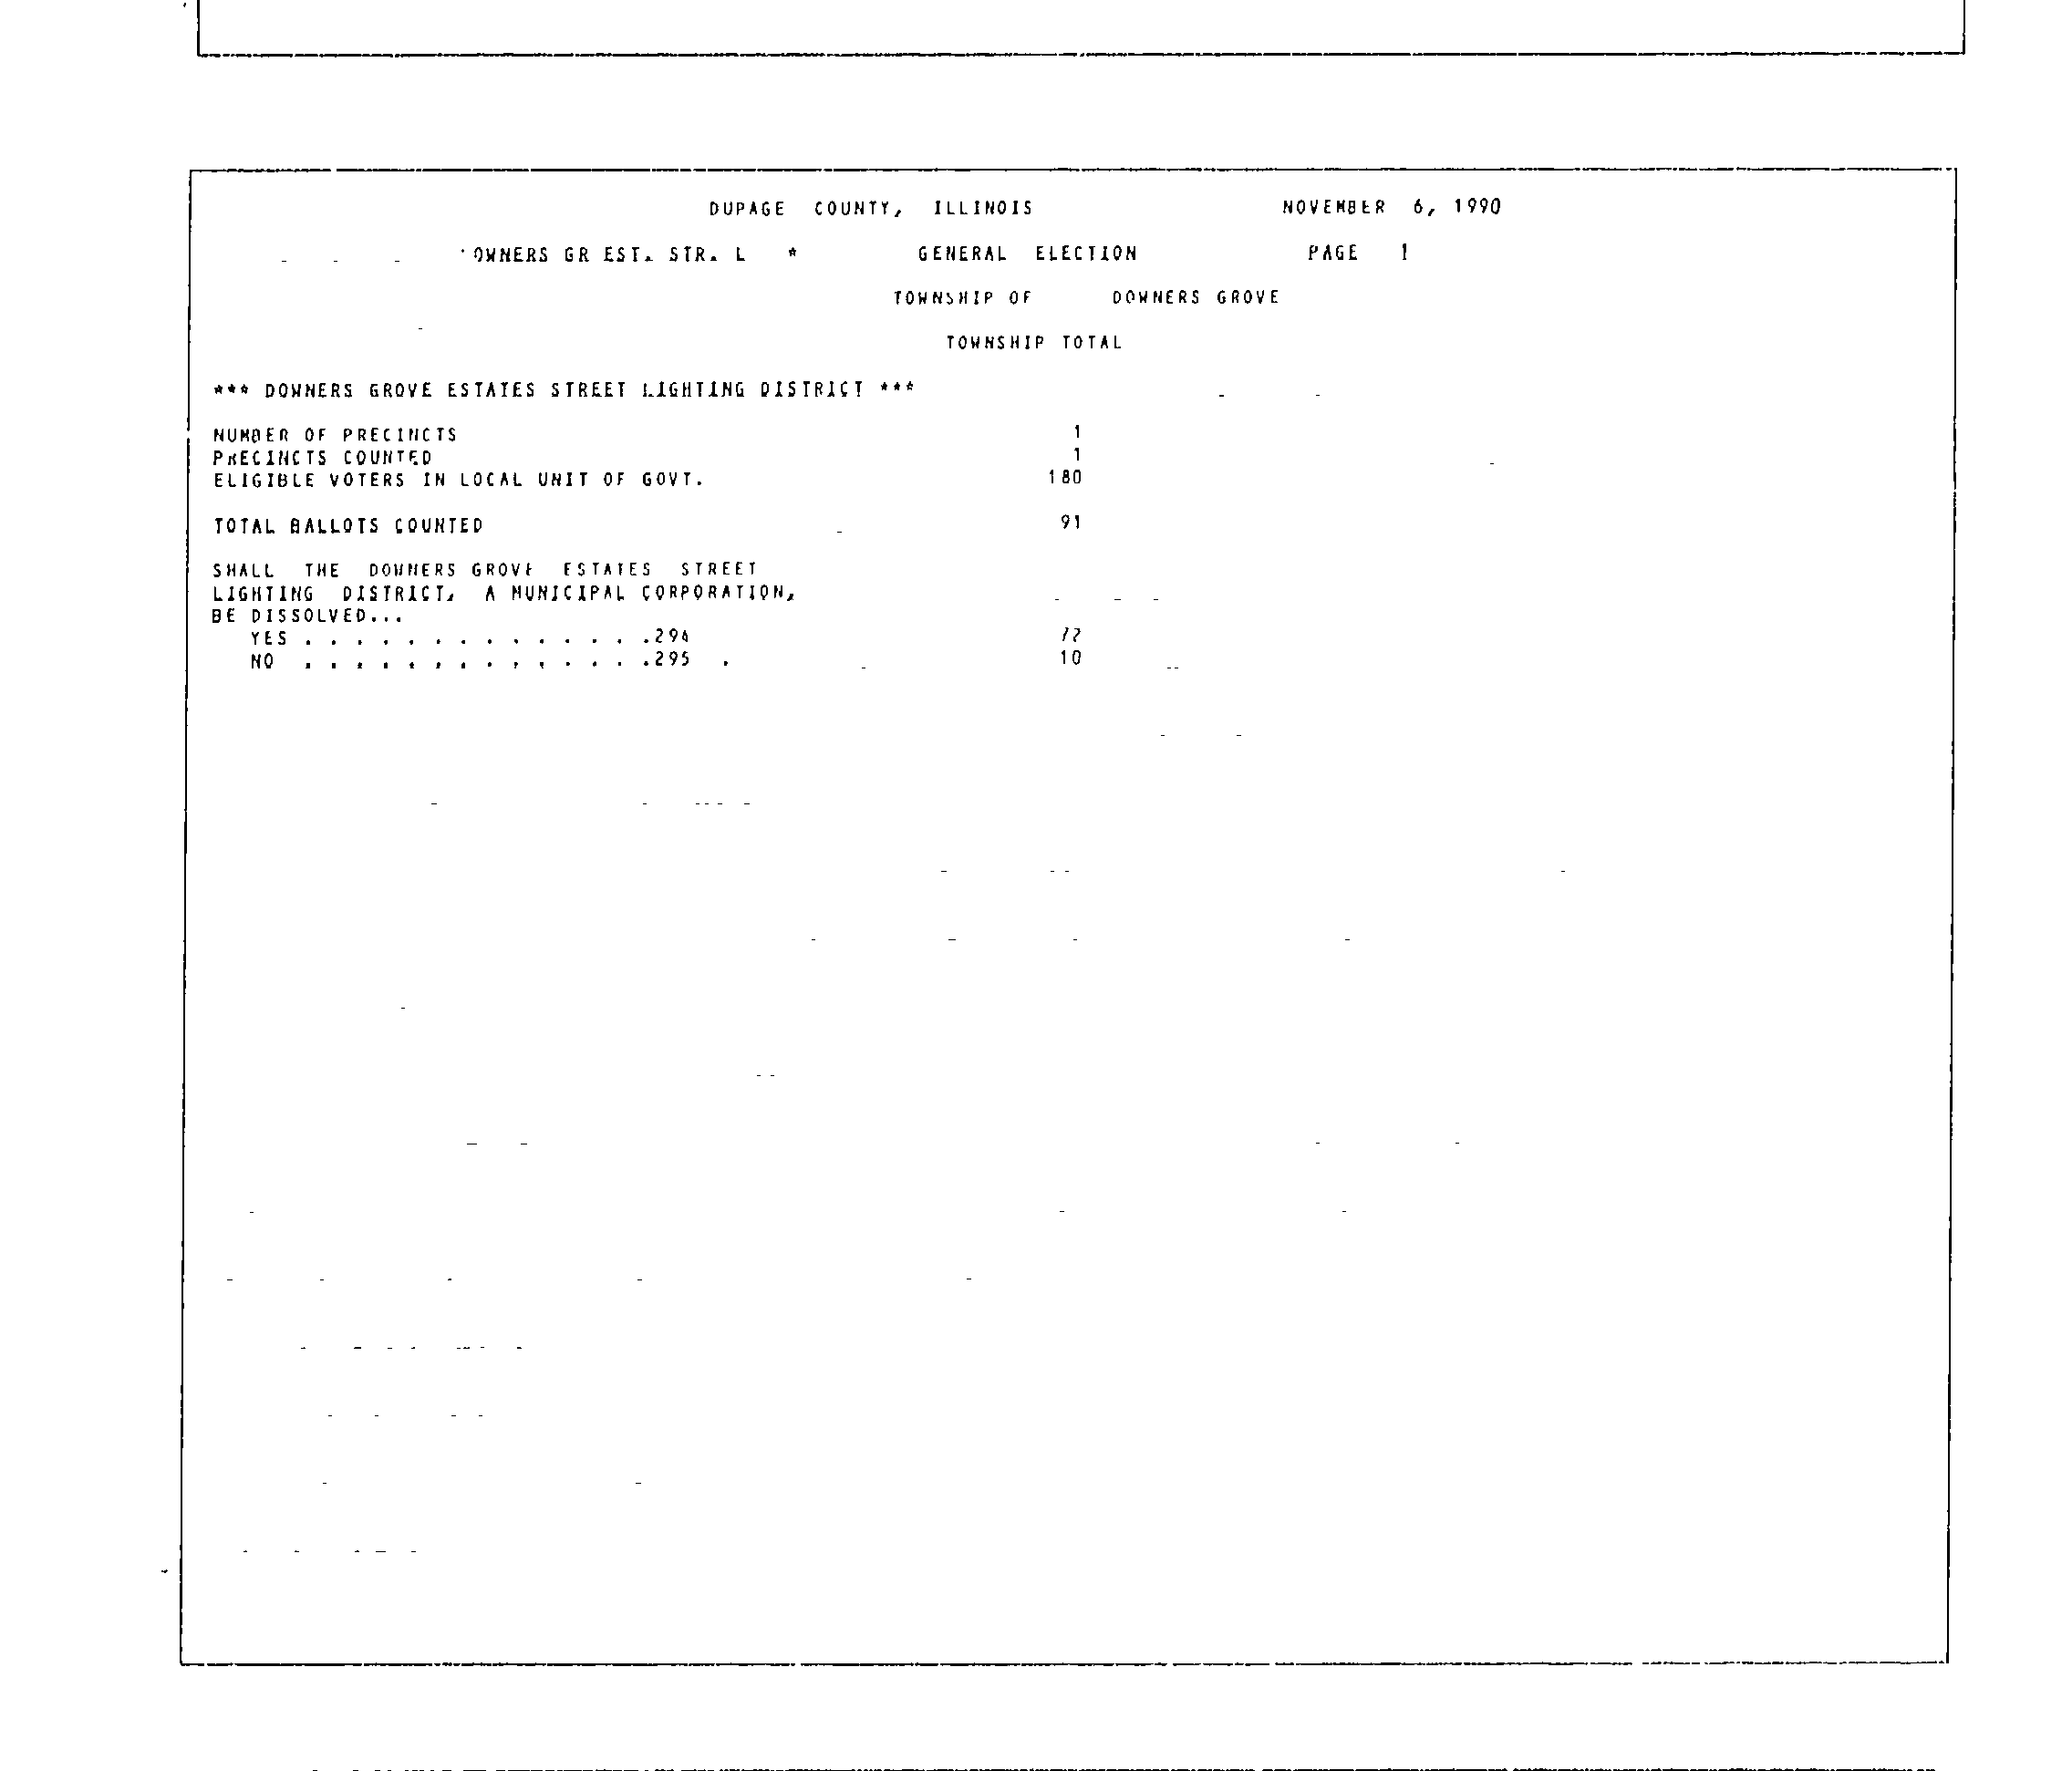 DUPAGE COUNTY, ILLINOIS NOVEMBER 6, 1990
OWNERS GR EST. STR. L * GENERAL ELECTION PAGE 1
TOWNSHIP OF DOWNERS GROVE
TOWNSHIP TOTAL
*** DOWNERS GROVE ESTATES STREET LIGHTING DISTRICT ***
NUMBER OF PRECINCTS 1
PRECINCTS COUNTED 1
ELIGIBLE VOTERS IN LOCAL UNIT OF GOVT. 180
TOTAL BALLOTS COUNTED 91
SHALL THE DOWNERS GROVE ESTATES STREET
LIGHTING DISTRICT, A MUNICIPAL CORPORATION,
BE DISSOLVED...
YES . . . . . . . . . . . . . .294 72
NO . . . . . . . . . . . . . .295 . 10